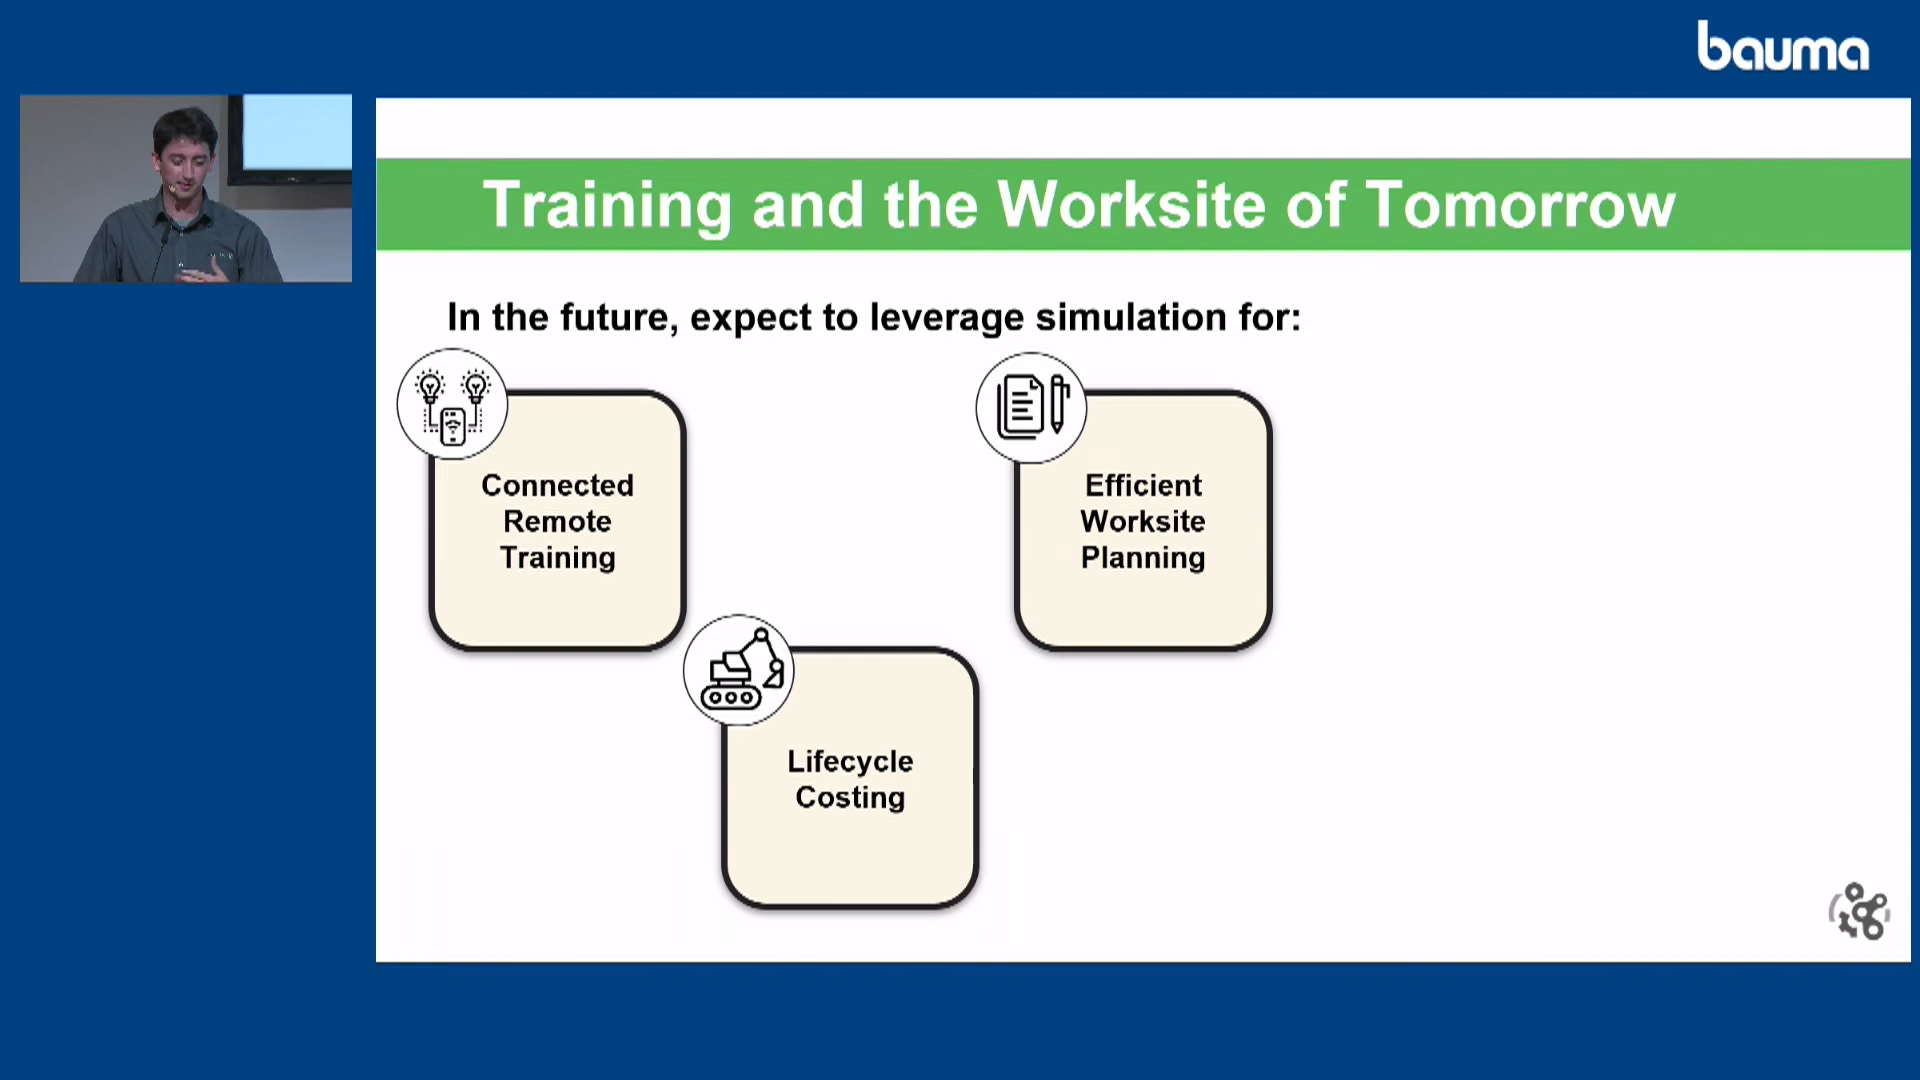 bauma
Training and the Worksite of Tomorrow
In the future, expect to leverage simulation for:
Connected
Remote
Training
Efficient
Worksite
Planning
Lifecycle
Costing